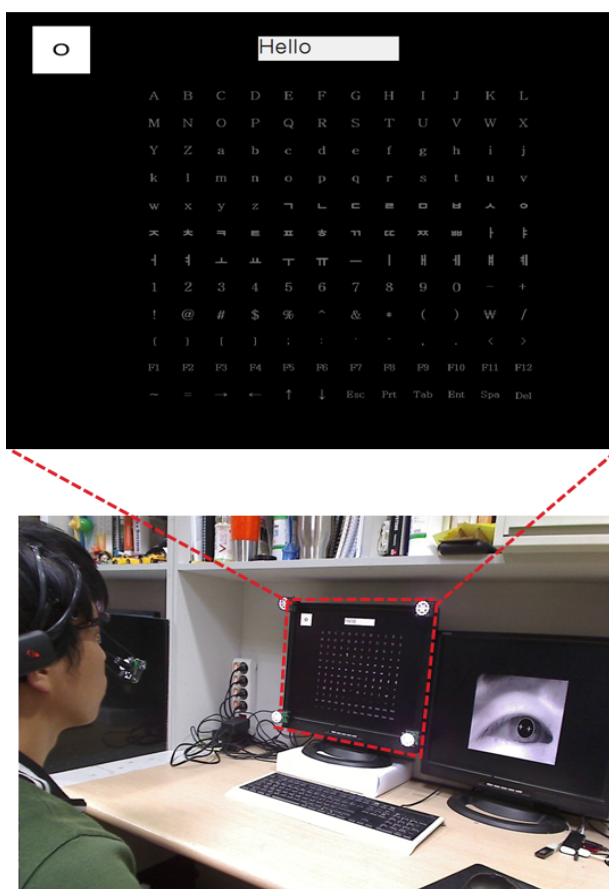 o Hello
A B C D E F G H I J K L
M N O P Q R S T U V W X
Y Z a b c d e f g h i j
k l m n o p q r s t u v
w x y z ㄱ ㄴ ㄷ ㄹ ㅁ ㅂ ㅅ ㅇ
ㅈ ㅊ ㅋ ㅌ ㅍ ㅎ ㄲ ㄸ ㅉ ㅃ ㅏ ㅑ
ㅓ ㅕ ㅗ ㅛ ㅜ ㅠ ㅡ ㅣ ㅐ ㅔ ㅒ ㅖ
1 2 3 4 5 6 7 8 9 0 - +
! @ # $ % ^ & * ( ) ₩ /
{ } [ ] ; : ' " , . < >
F1 F2 F3 F4 F5 F6 F7 F8 F9 F10 F11 F12
~ = → ← ↑ ↓ Esc Prt Tab Ent Spa Del